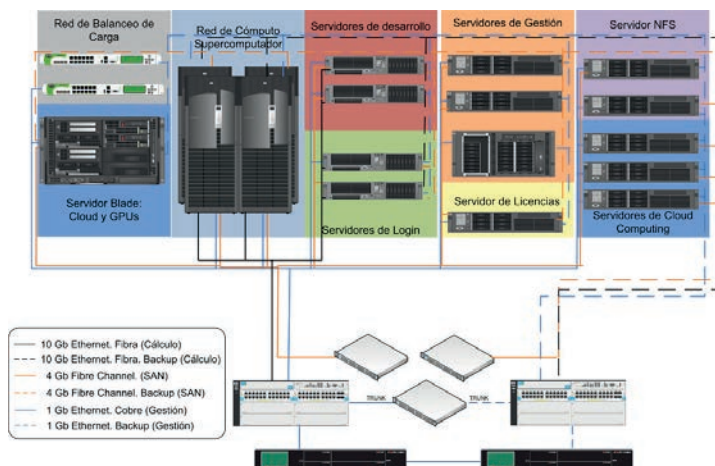 Red de Balanceo de
Carga
Red de Cómputo
Supercomputador
Servidores de desarrollo
Servidores de Gestión
Servidor NFS
Servidor Blade:
Cloud y GPUs
Servidores de Login
Servidor de Licencias
Servidores de Cloud
Computing
10 Gb Ethernet. Fibra (Cálculo)
10 Gb Ethernet. Fibra. Backup (Cálculo)
4 Gb Fibre Channel. (SAN)
4 Gb Fibre Channel. Backup (SAN)
1 Gb Ethernet. Cobre (Gestión)
1 Gb Ethernet. Backup (Gestión)
TRUNK
TRUNK